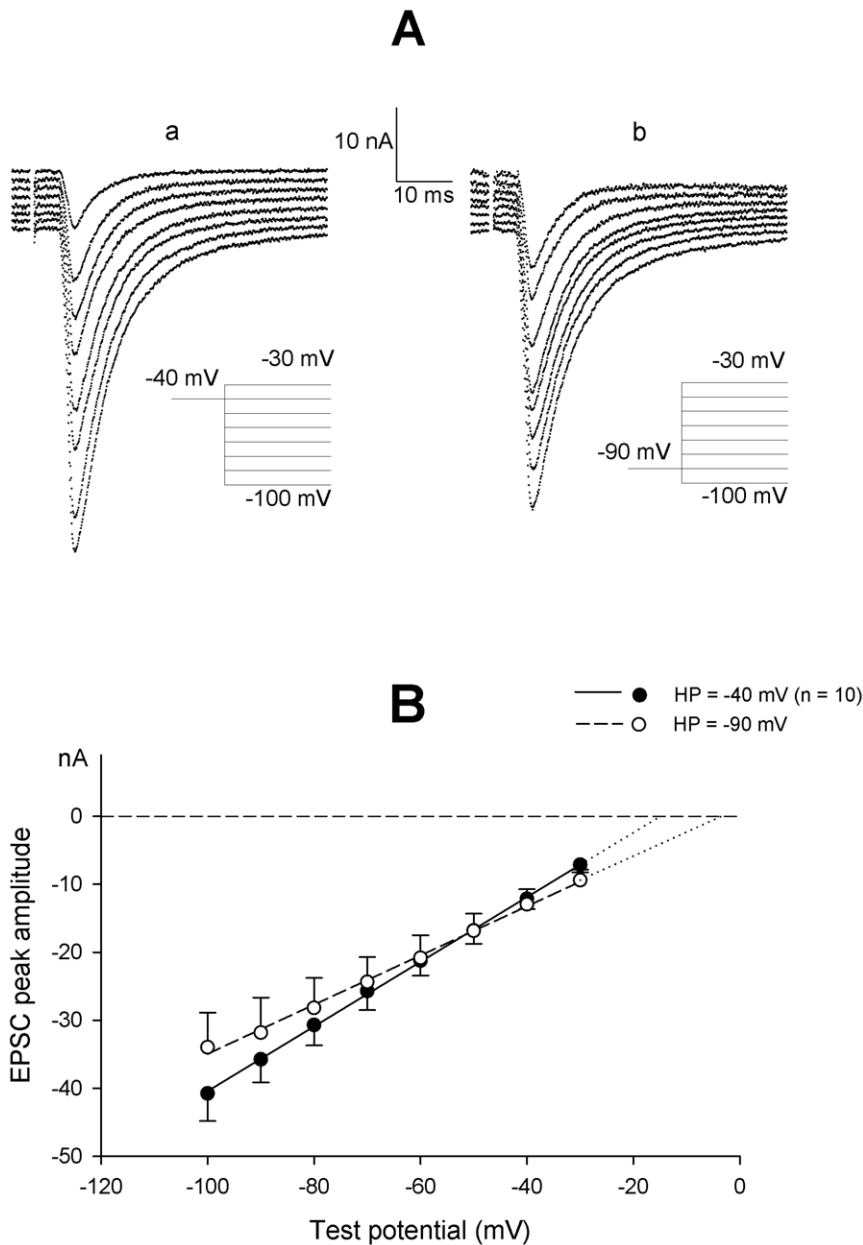 A
a
10 nA
10 ms
b
-30 mV
-40 mV
-100 mV
-30 mV
-90 mV
-100 mV
B
HP = -40 mV (n = 10)
HP = -90 mV
nA
EPSC peak amplitude
0
-10
-20
-30
-40
-50
-120
-100
-80
-60
-40
-20
0
Test potential (mV)